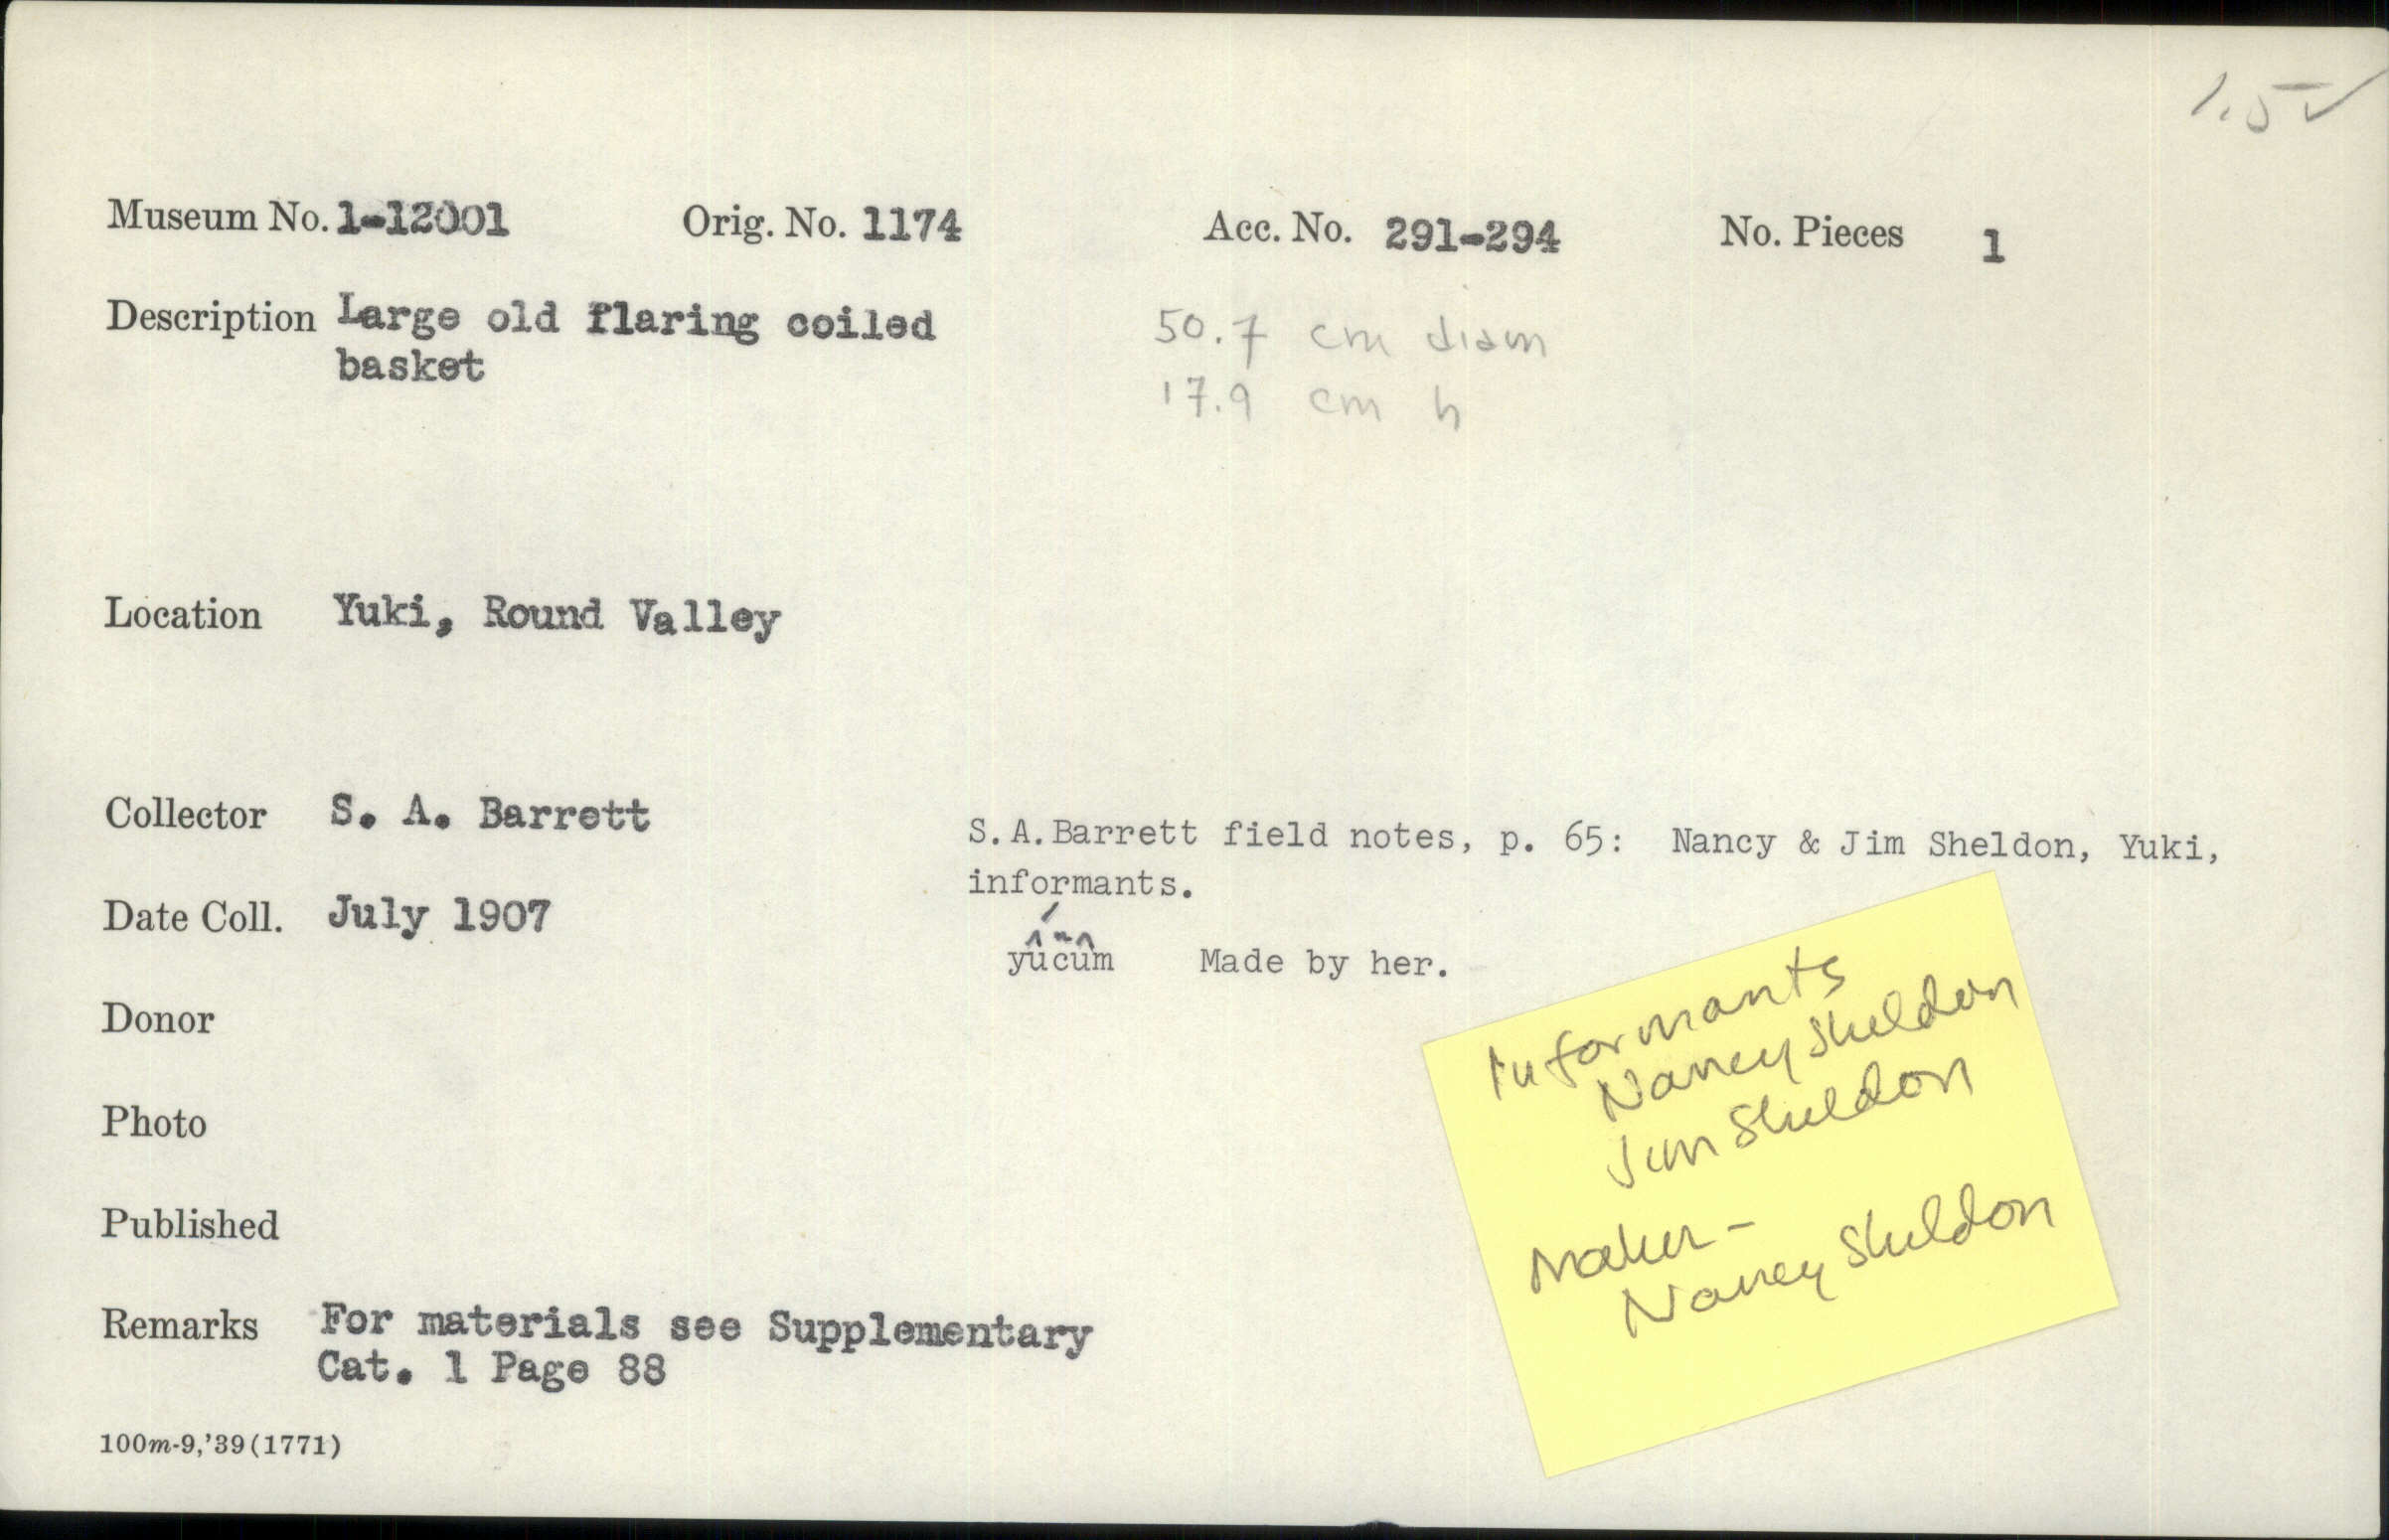 1.5 ✓
Museum No. 1-12001 Orig. No. 1174 Acc. No. 291-294 No. Pieces 1
Description Large old flaring coiled
basket
50.7 cm diam
17.9 cm h
Location Yuki, Round Valley
Collector S. A. Barrett
S.A.Barrett field notes, p. 65: Nancy & Jim Sheldon, Yuki,
informants.
Date Coll. July 1907
Made by her.
Donor
Photo
Published
Remarks For materials see Supplementary
Cat. 1 Page 88
100m-9,'39(1771)
Informants
Nancy Sheldon
Jim Sheldon
Maker-
Nancy Sheldon